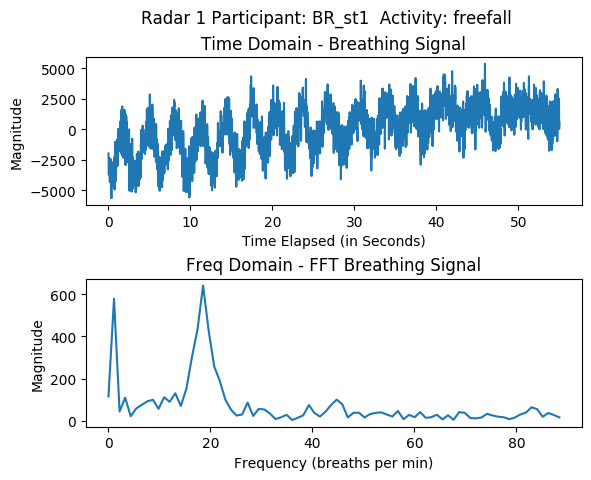 Radar 1 Participant: BR_st1  Activity: freefall
Time Domain - Breathing Signal
Magnitude
5000
2500
0
−2500
−5000
0 10 20 30 40 50
Time Elapsed (in Seconds)
Freq Domain - FFT Breathing Signal
Magnitude
600
400
200
0
0 20 40 60 80
Frequency (breaths per min)